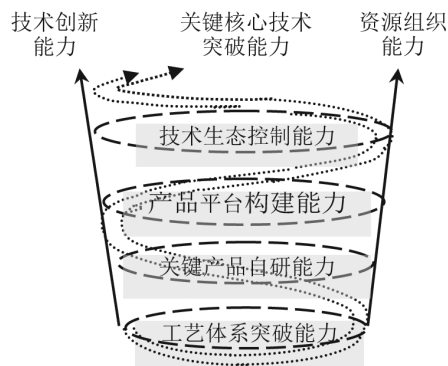 技术创新
能力
关键核心技术
突破能力
资源组织
能力
技术生态控制能力
产品平台构建能力
关键产品自研能力
工艺体系突破能力